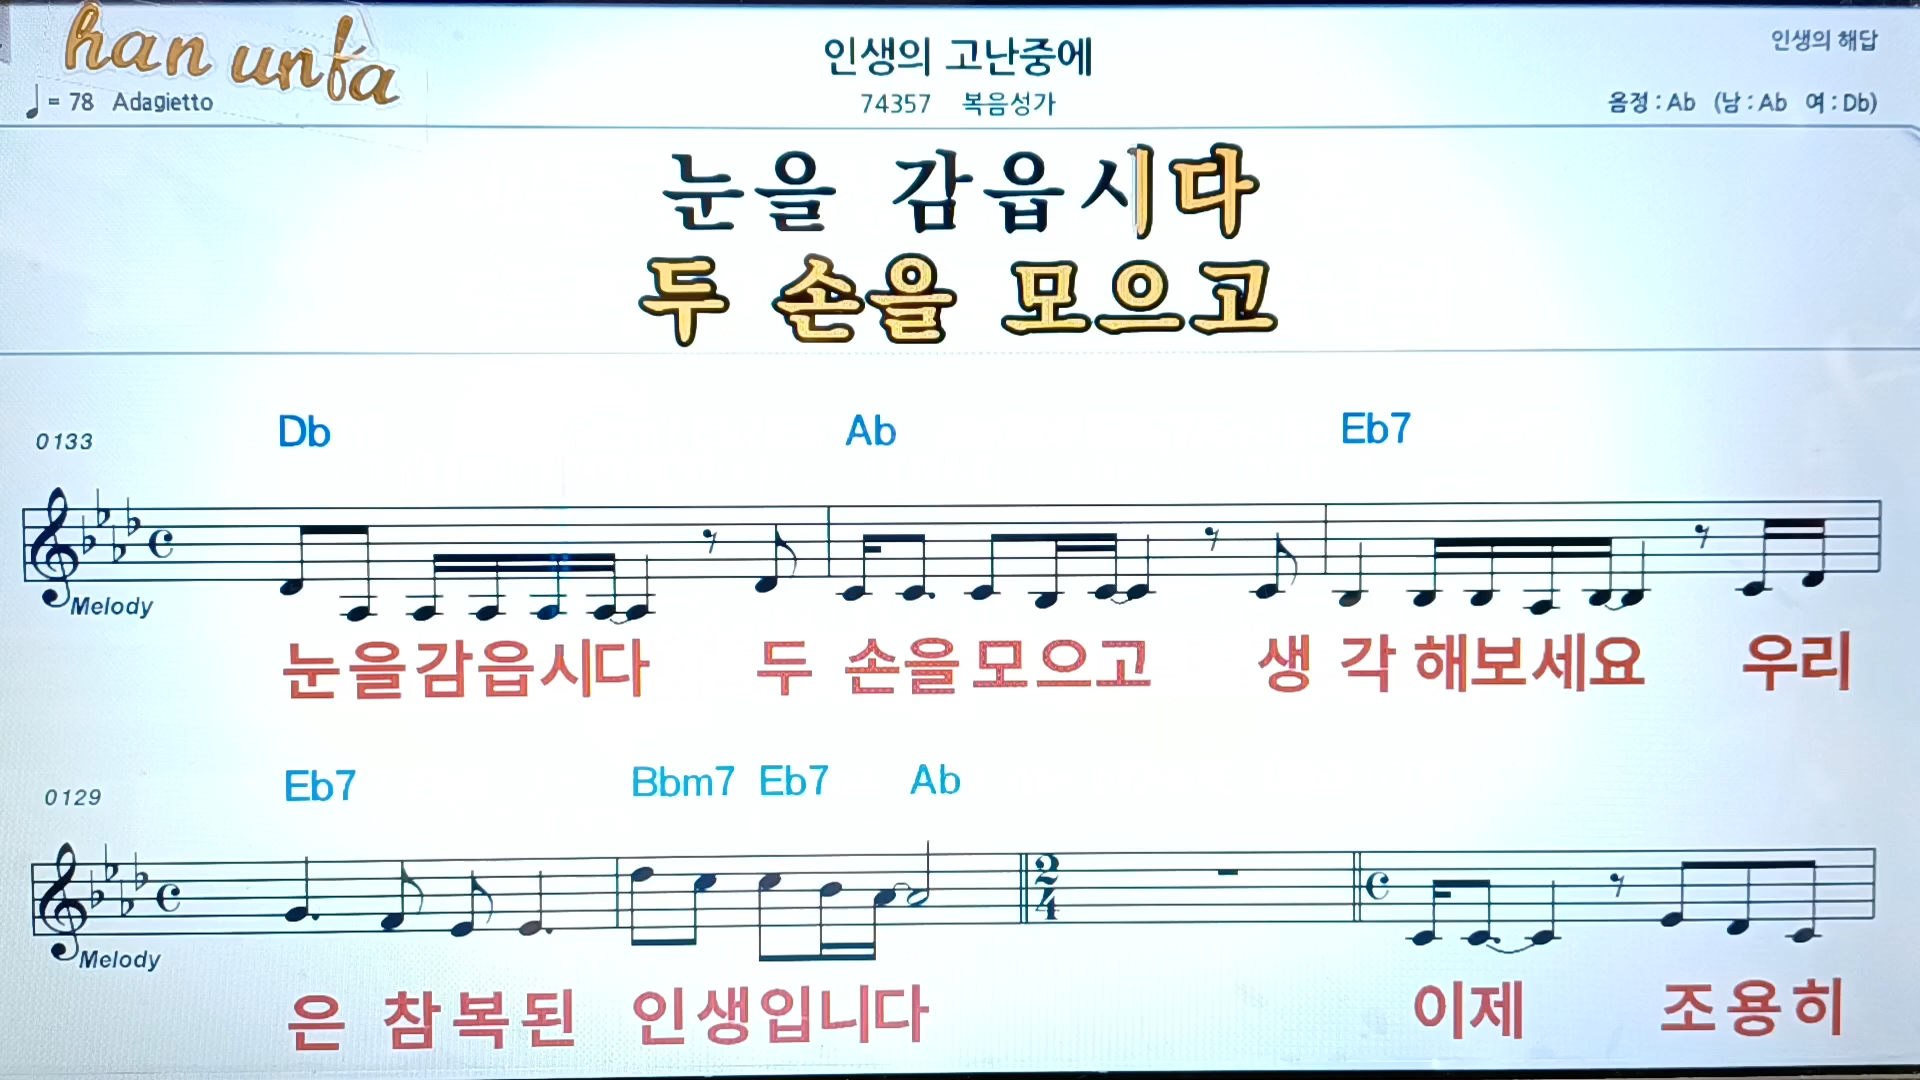 han unfa
인생의 고난중에
인생의 해답
♩= 78 Adagietto
74357 복음성가
음정 : Ab (남 : Ab 여 : Db)
눈을 감읍시다
두 손을 모으고
Db Ab Eb7
0133
Melody
눈을감읍시다 두 손을모으고 생 각 해보세요 우리
Eb7 Bbm7 Eb7 Ab
0129
2
4
Melody
은 참복된 인생입니다 이제 조용히